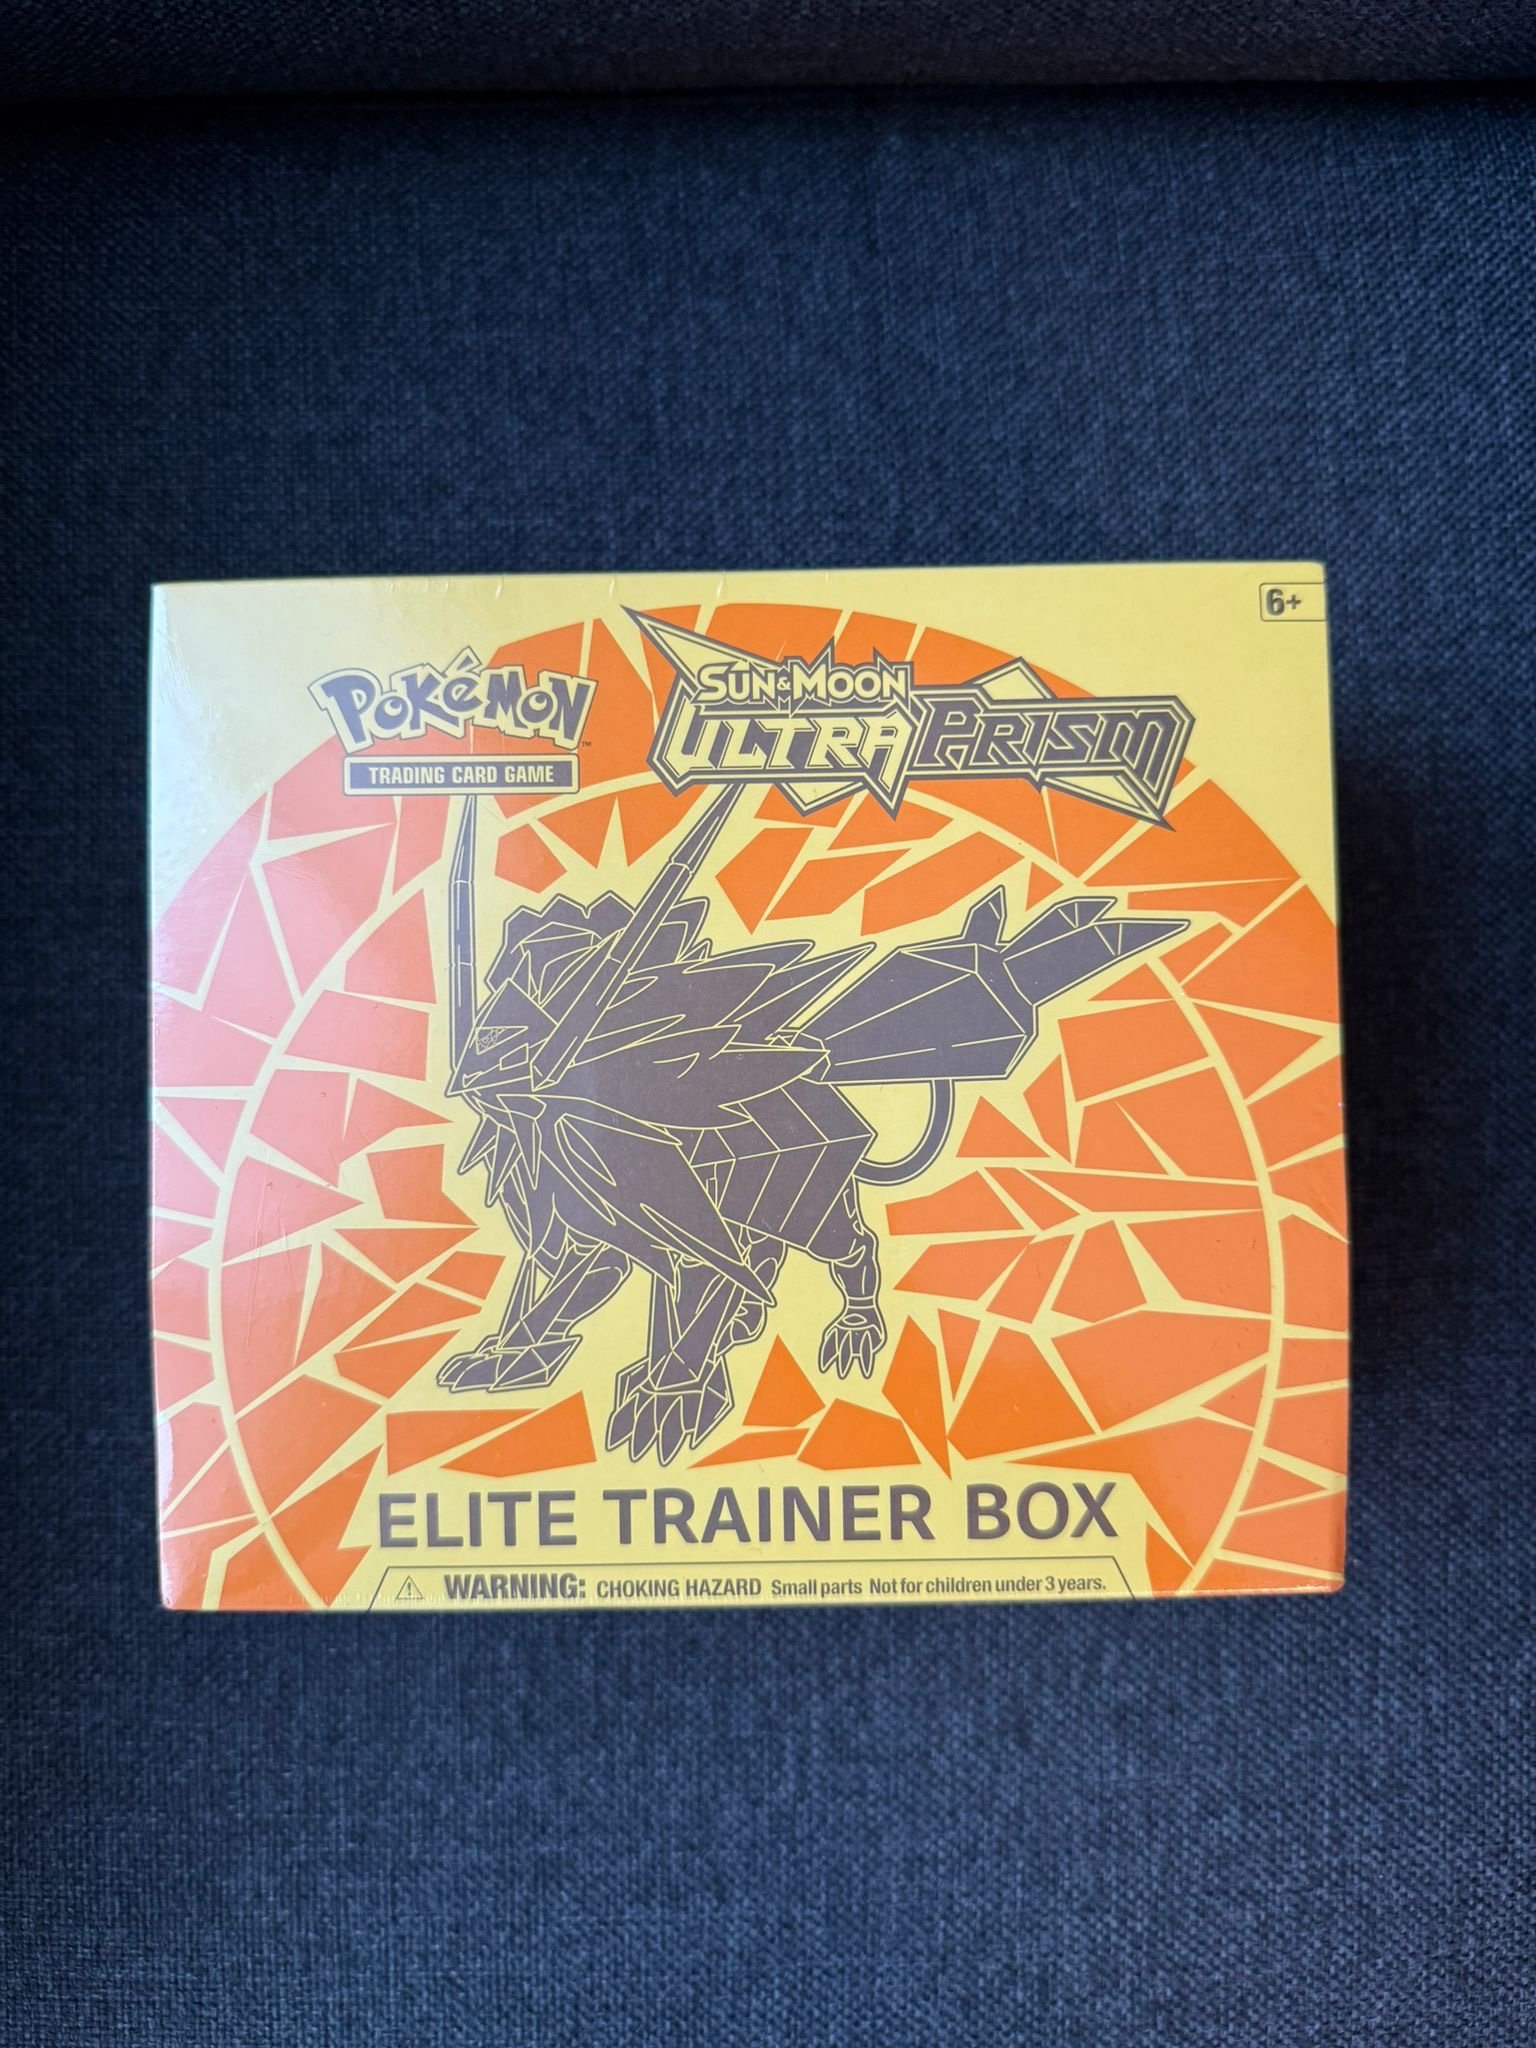 6+
POKéMON™
TRADING CARD GAME
SUN & MOON
ULTRA PRISM
ELITE TRAINER BOX
WARNING: CHOKING HAZARD Small parts Not for children under 3 years.